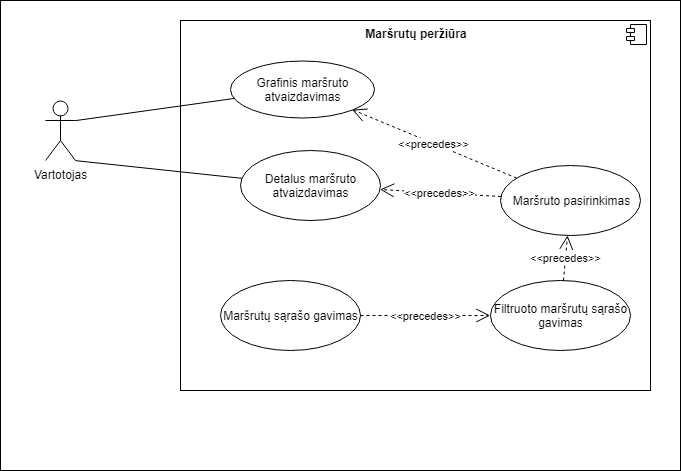 Maršrutų peržiūra
Grafinis maršruto
atvaizdavimas
<<precedes>>
Vartotojas
Detalus maršruto
atvaizdavimas
<<precedes>>
Maršruto pasirinkimas
<<precedes>>
Maršrutų sąrašo gavimas
<<precedes>>
Filtruoto maršrutų sąrašo
gavimas